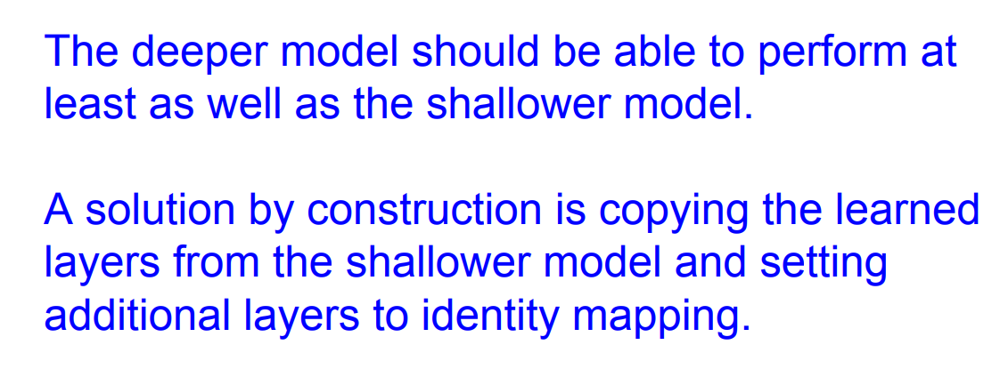 The deeper model should be able to perform at
least as well as the shallower model.
A solution by construction is copying the learned
layers from the shallower model and setting
additional layers to identity mapping.